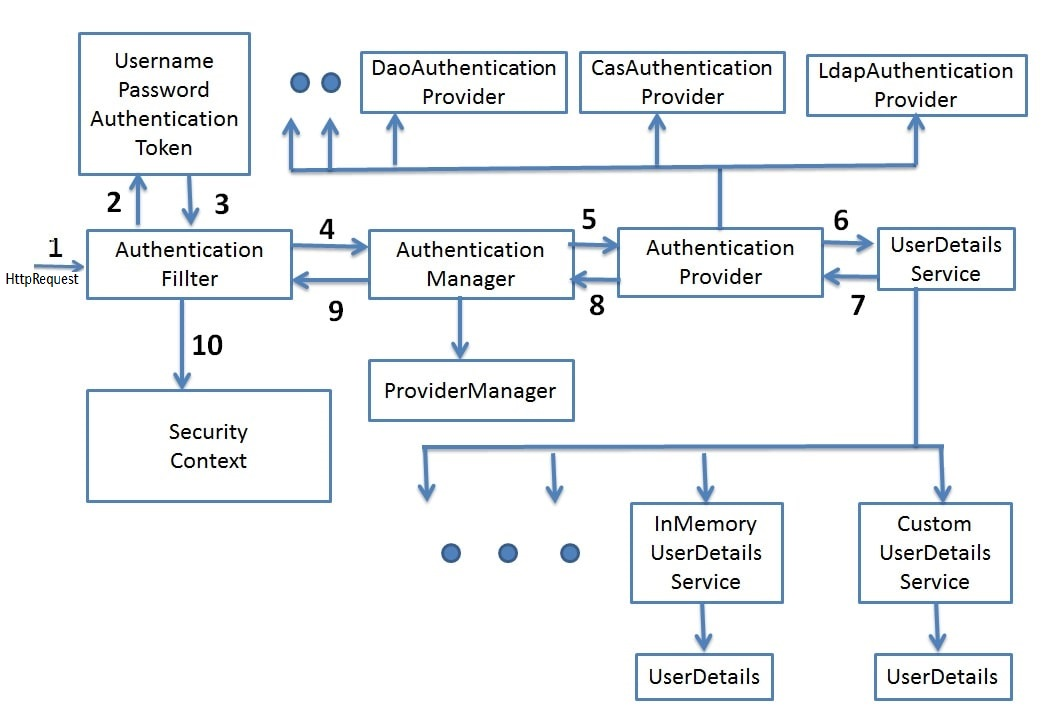 Username
Password
Authentication
Token
DaoAuthentication
Provider
CasAuthentication
Provider
LdapAuthentication
Provider
2
3
1
HttpRequest
Authentication
Fillter
4
9
Authentication
Manager
5
8
Authentication
Provider
6
7
UserDetails
Service
10
Security
Context
ProviderManager
InMemory
UserDetails
Service
Custom
UserDetails
Service
UserDetails
UserDetails